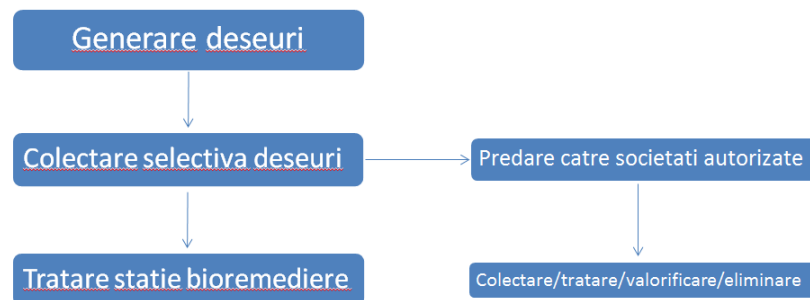 Generare deseuri
Colectare selectiva deseuri
Predare catre societati autorizate
Tratare statie bioremediere
Colectare/tratare/valorificare/eliminare